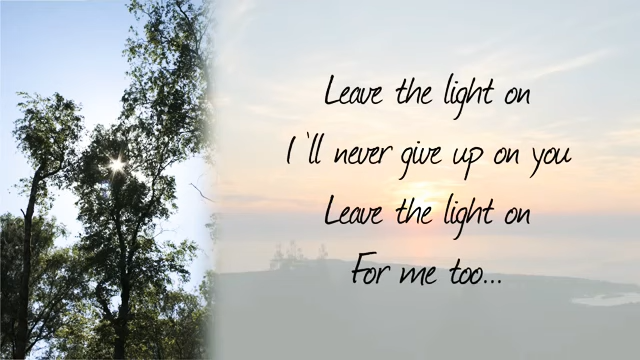 Leave the light on
I 'll never give up on you
Leave the light on
For me too...